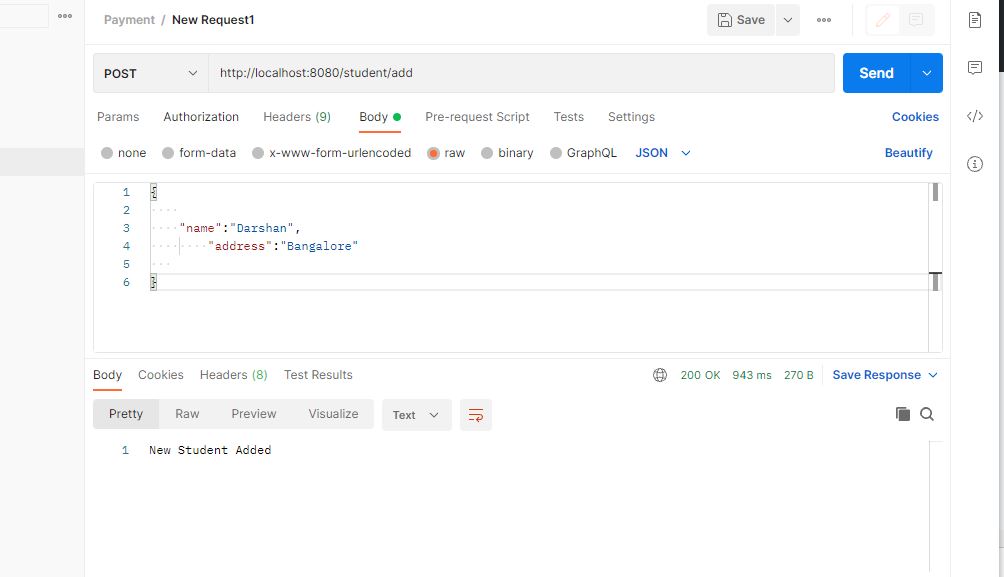 Payment / New Request1
Save
POST http://localhost:8080/student/add Send
Params Authorization Headers (9) Body Pre-request Script Tests Settings Cookies
none form-data x-www-form-urlencoded raw binary GraphQL JSON Beautify
1 {
2
3 "name":"Darshan",
4 "address":"Bangalore"
5
6 }
Body Cookies Headers (8) Test Results 200 OK 943 ms 270 B Save Response
Pretty Raw Preview Visualize Text
1 New Student Added